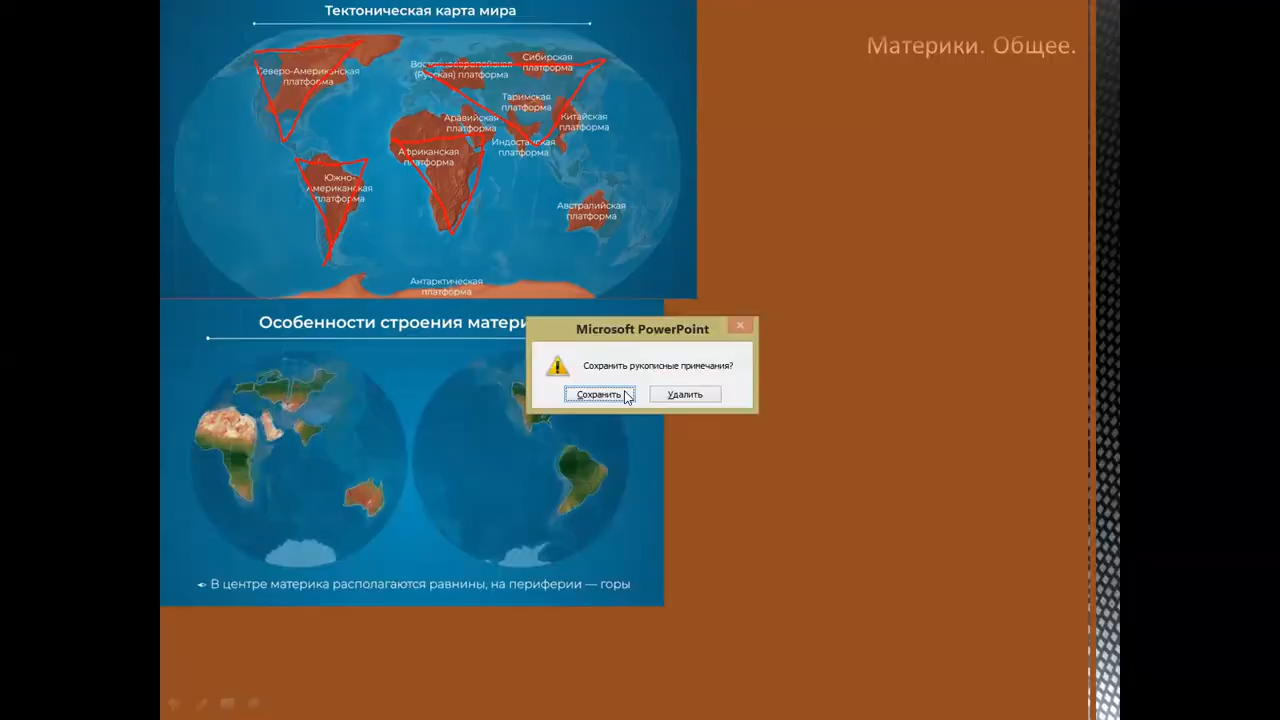 Тектоническая карта мира
Материки. Общее.
Северо-Американская
платформа
Восточноевропейская
(Русская) платформа
Сибирская
платформа
Таримская
платформа
Аравийская
платформа
Китайская
платформа
Африканская
платформа
Индостанская
платформа
Южно-
Американская
платформа
Австралийская
платформа
Антарктическая
платформа
Особенности строения матери
Microsoft PowerPoint
Сохранить рукописные примечания?
Сохранить
Удалить
В центре материка располагаются равнины, на периферии — горы